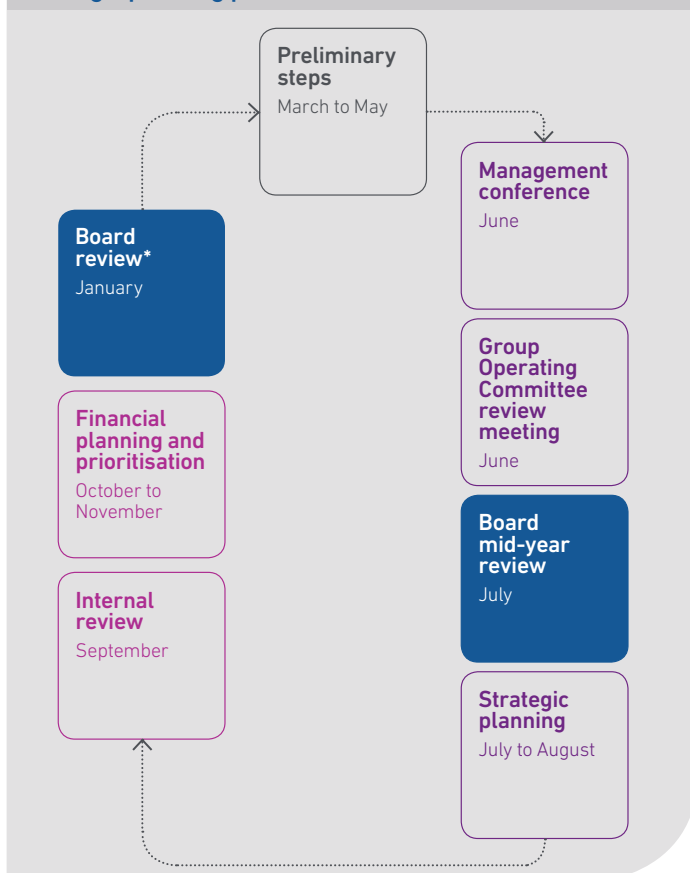 Preliminary
steps
March to May
Management
conference
June
Group
Operating
Committee
review
meeting
June
Board
mid-year
review
July
Strategic
planning
July to August
Internal
review
September
Financial
planning and
prioritisation
October to
November
Board
review*
January